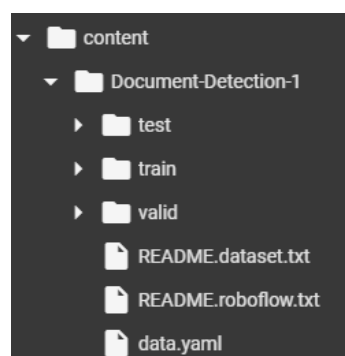 content
Document-Detection-1
test
train
valid
README.dataset.txt
README.roboflow.txt
data.yaml